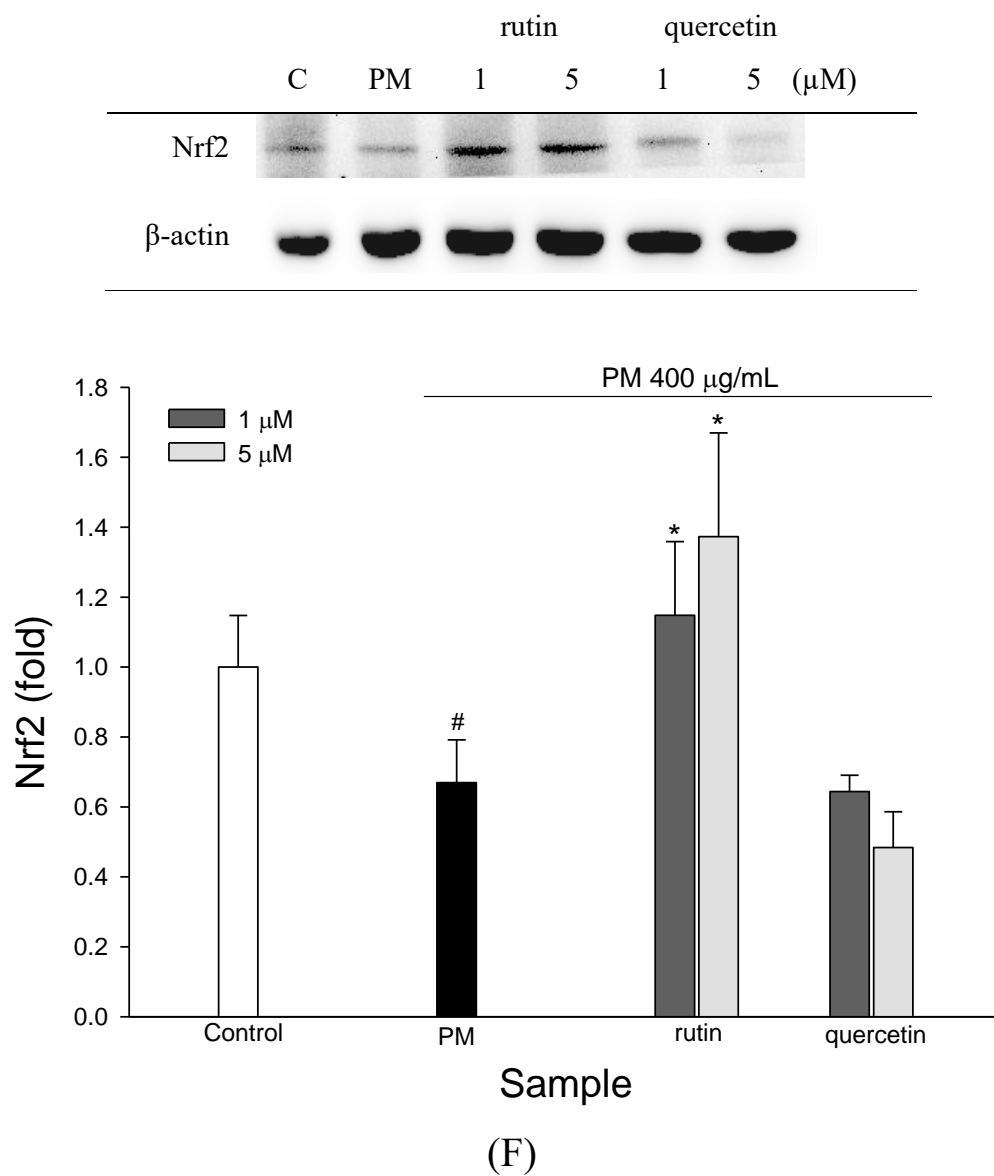 rutin quercetin
C PM 1 5 1 5 (µM)
Nrf2
β-actin
PM 400 µg/mL
1 µM
5 µM
1.8
1.6
1.4
1.2
1.0
0.8
0.6
0.4
0.2
0.0
Nrf2 (fold)
#
*
*
Control PM rutin quercetin
Sample
(F)